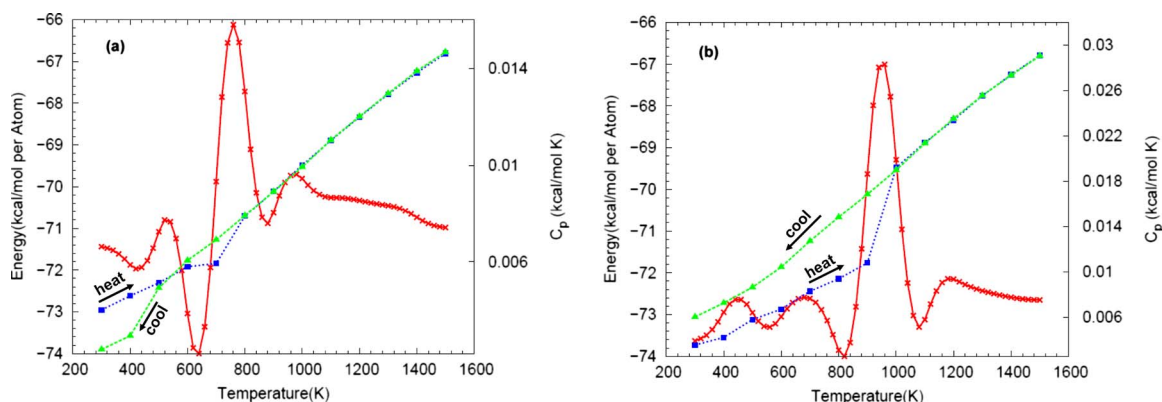 (a)
−66
−67
−68
−69
−70
−71
−72
−73
−74
Energy(kcal/mol per Atom)
0.014
0.010
0.006
Cp (kcal/mol K)
heat
cool
200 400 600 800 1000 1200 1400 1600
Temperature(K)
(b)
−66
−67
−68
−69
−70
−71
−72
−73
−74
Energy(kcal/mol per Atom)
0.030
0.026
0.022
0.018
0.014
0.010
0.006
Cp (kcal/mol K)
cool
heat
200 400 600 800 1000 1200 1400 1600
Temperature(K)